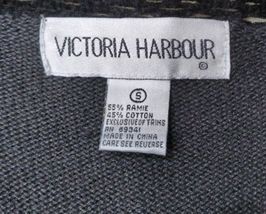 VICTORIA HARBOUR
©
S
55% RAMIE
45% COTTON
EXCLUSIVE OF TRIMS
RN 69341
MADE IN CHINA
CARE SEE REVERSE